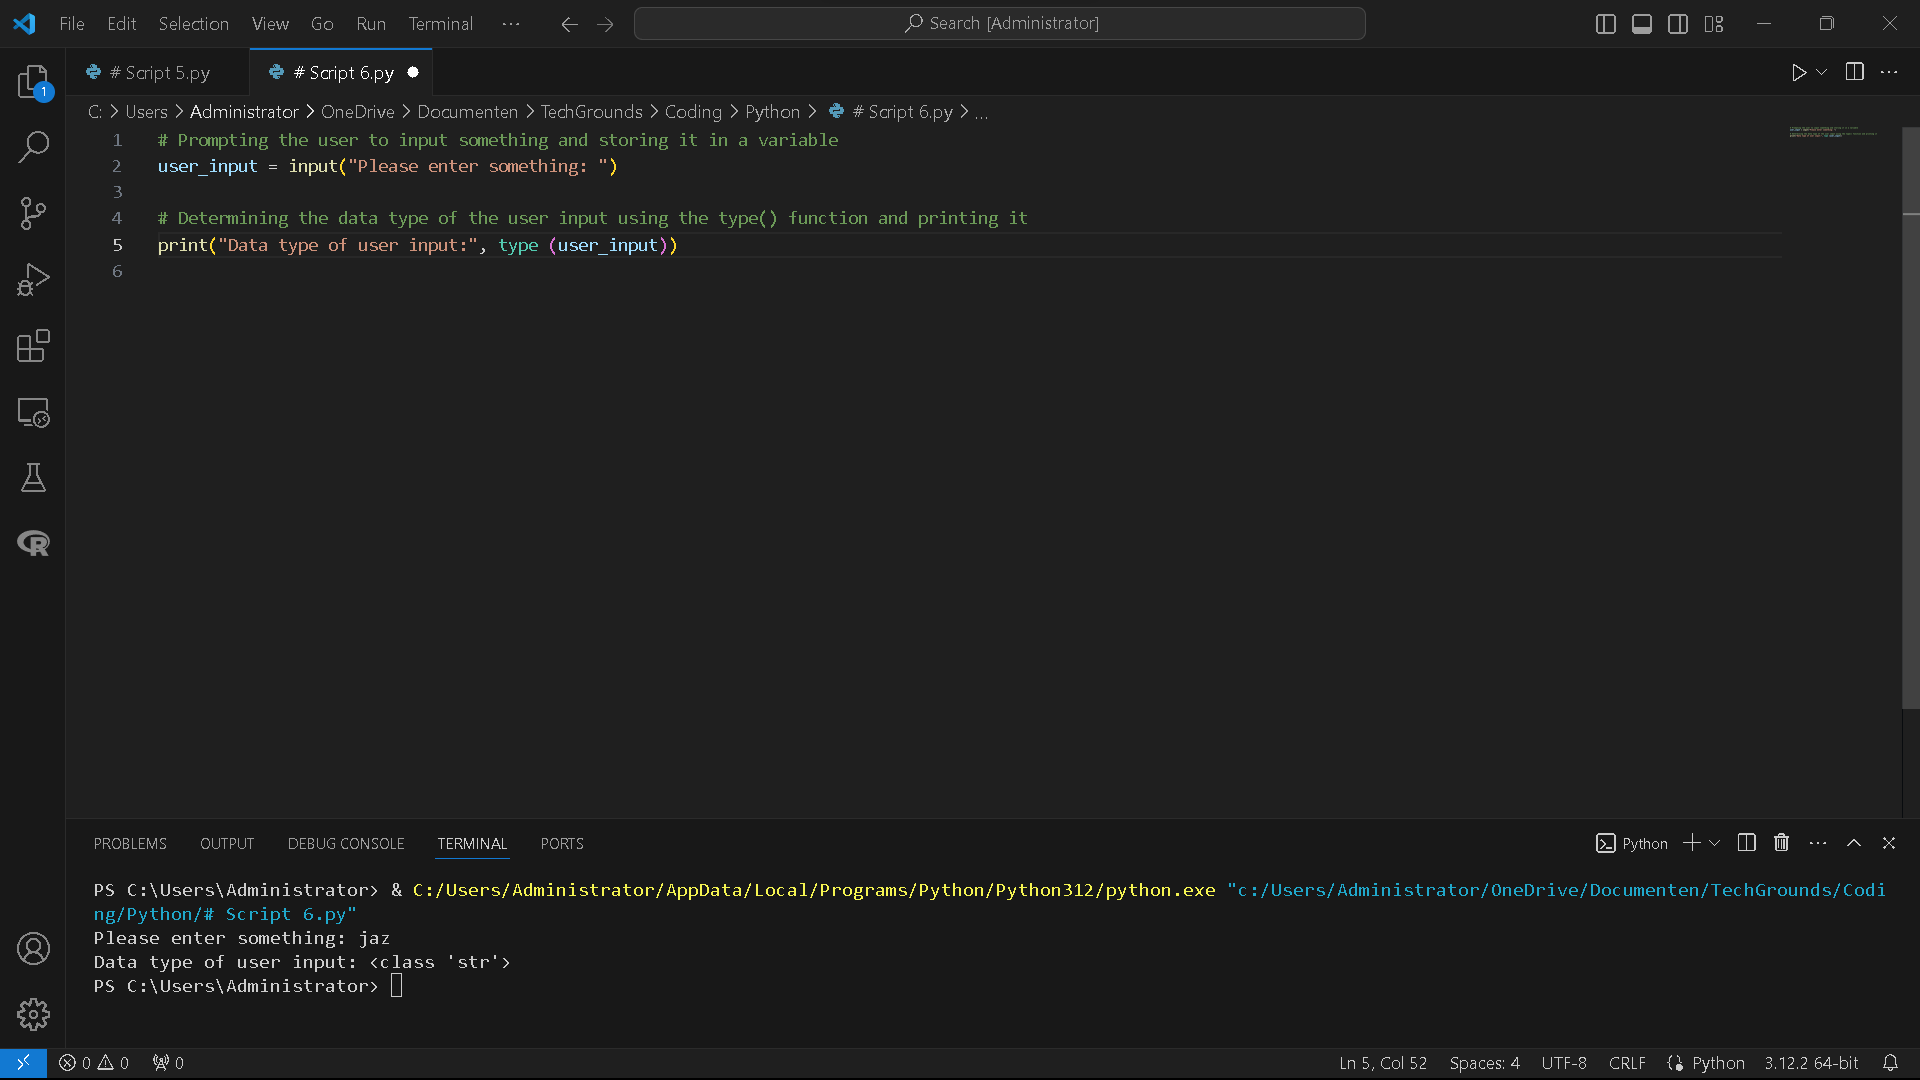 File Edit Selection View Go Run Terminal ··· Search [Administrator]
# Script 5.py # Script 6.py
C: > Users > Administrator > OneDrive > Documenten > TechGrounds > Coding > Python > # Script 6.py > ...
1 # Prompting the user to input something and storing it in a variable
2 user_input = input("Please enter something: ")
3
4 # Determining the data type of the user input using the type() function and printing it
5 print("Data type of user input:", type (user_input))
6
1
PROBLEMS OUTPUT DEBUG CONSOLE TERMINAL PORTS Python
PS C:\Users\Administrator> & C:/Users/Administrator/AppData/Local/Programs/Python/Python312/python.exe "c:/Users/Administrator/OneDrive/Documenten/TechGrounds/Codi
ng/Python/# Script 6.py"
Please enter something: jaz
Data type of user input: <class 'str'>
PS C:\Users\Administrator>
0 0 0 Ln 5, Col 52 Spaces: 4 UTF-8 CRLF Python 3.12.2 64-bit